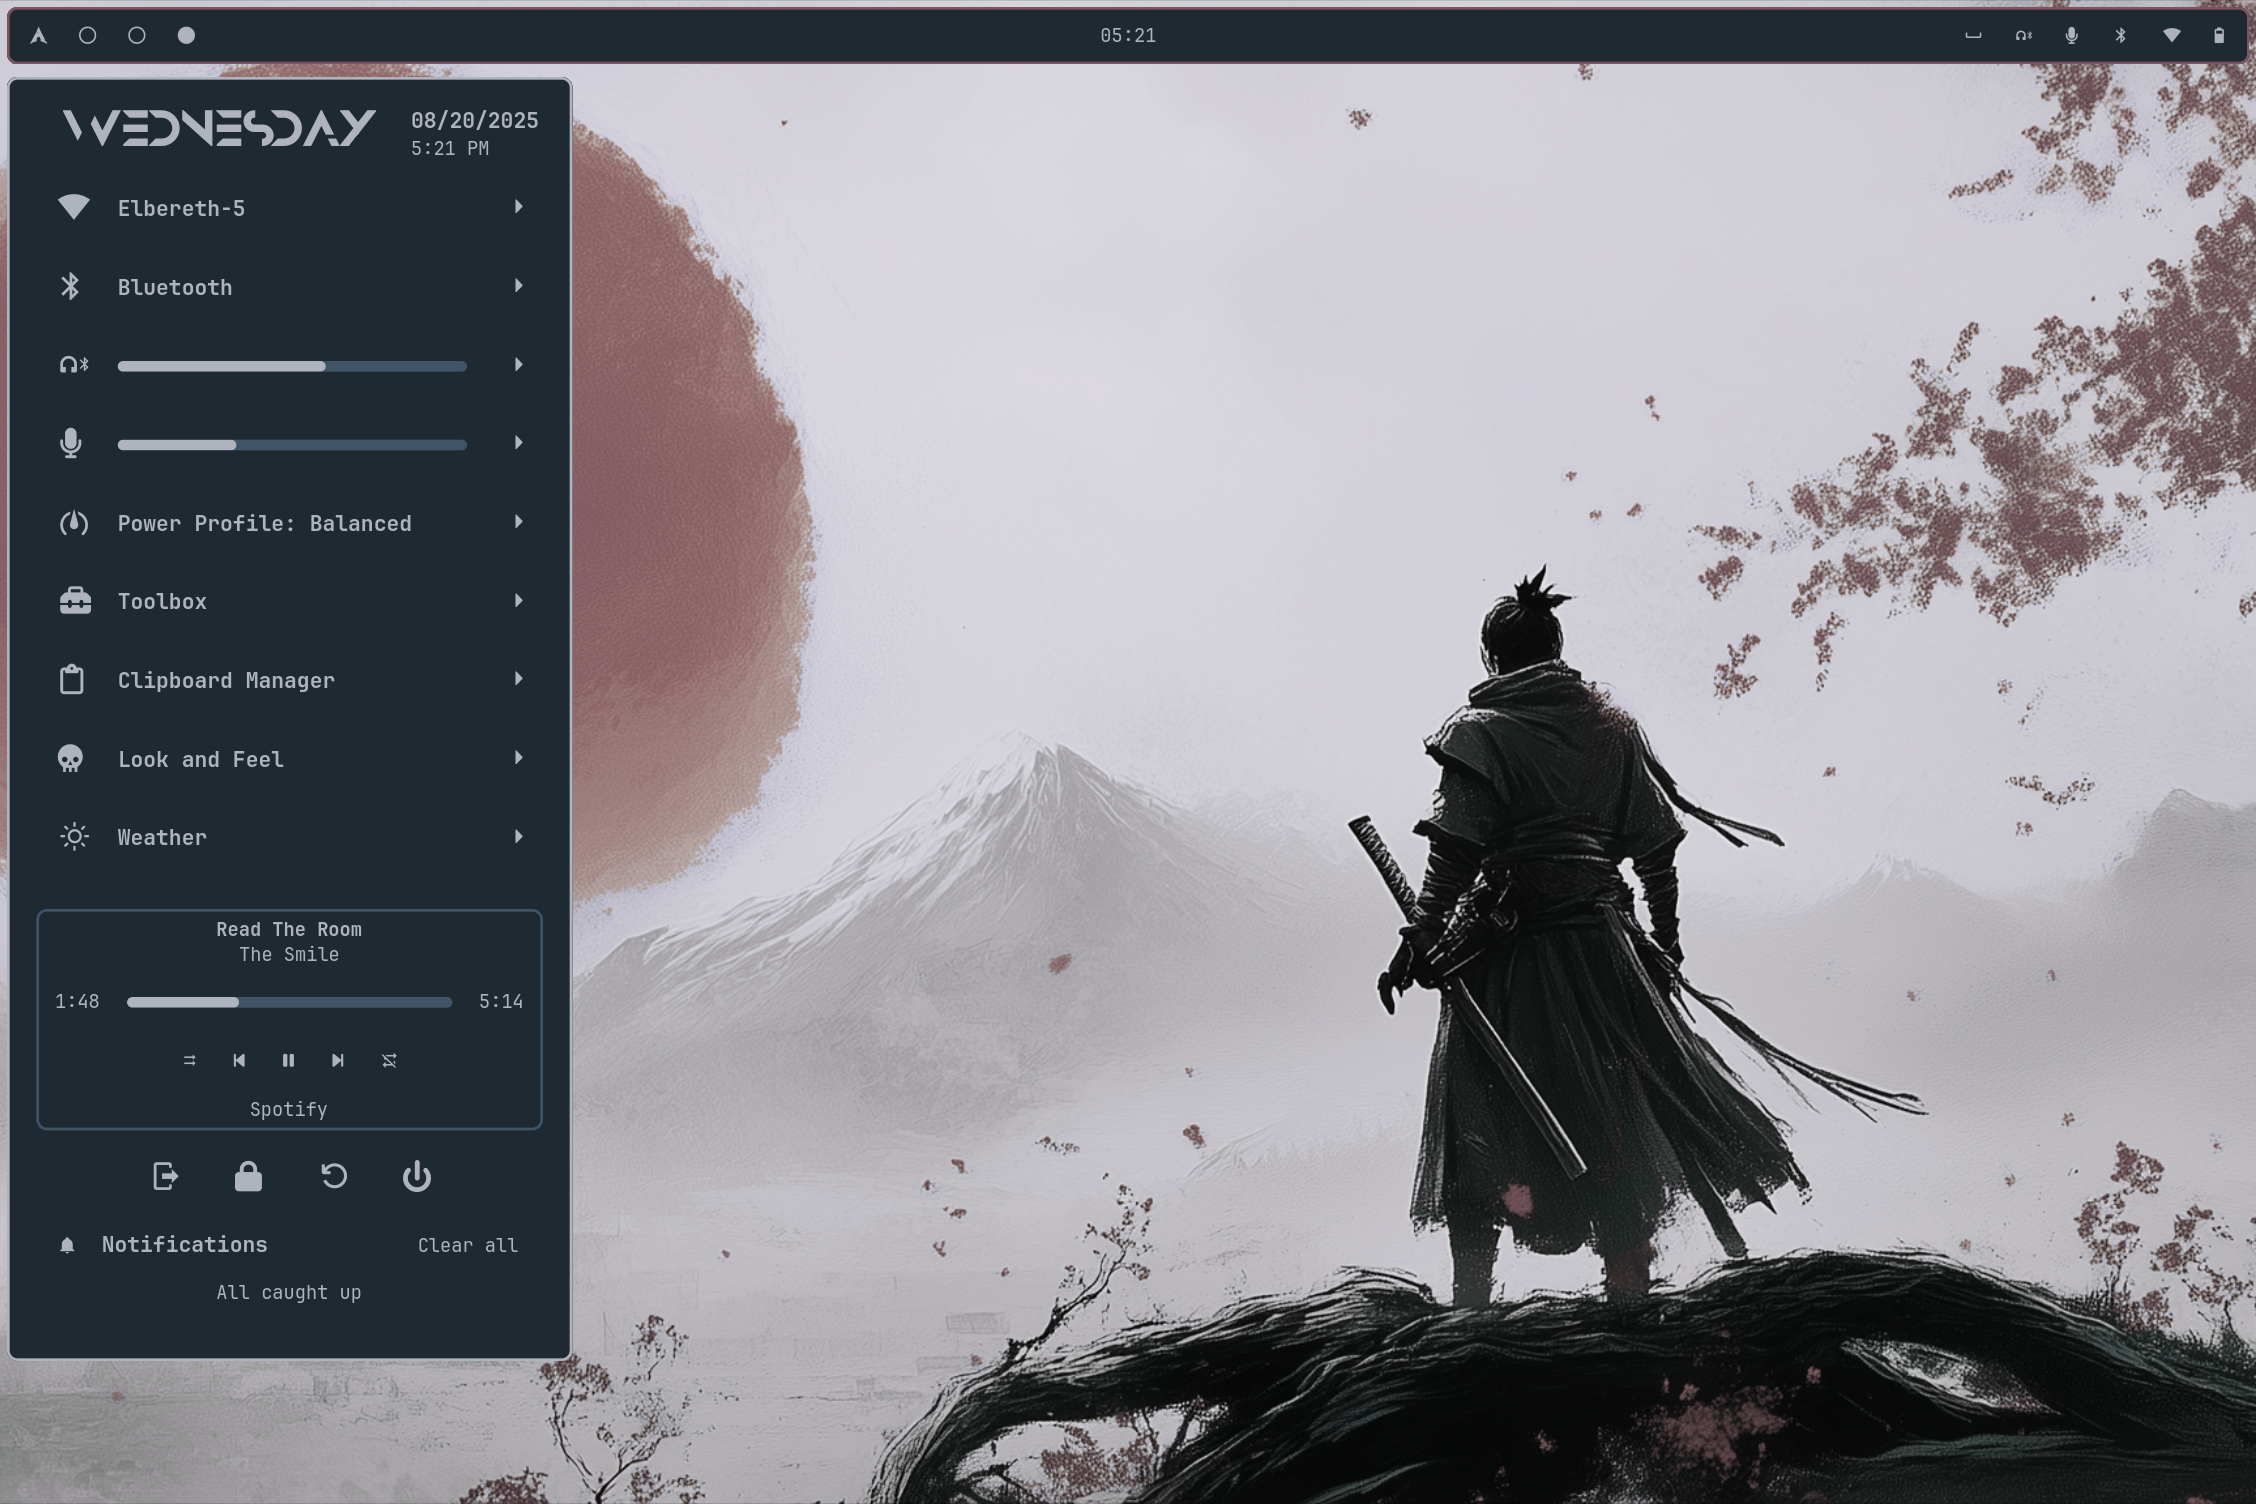 05:21
WEDNESDAY
08/20/2025
5:21 PM
Elbereth-5
Bluetooth
Power Profile: Balanced
Toolbox
Clipboard Manager
Look and Feel
Weather
Read The Room
The Smile
1:48
5:14
Spotify
Notifications
Clear all
All caught up